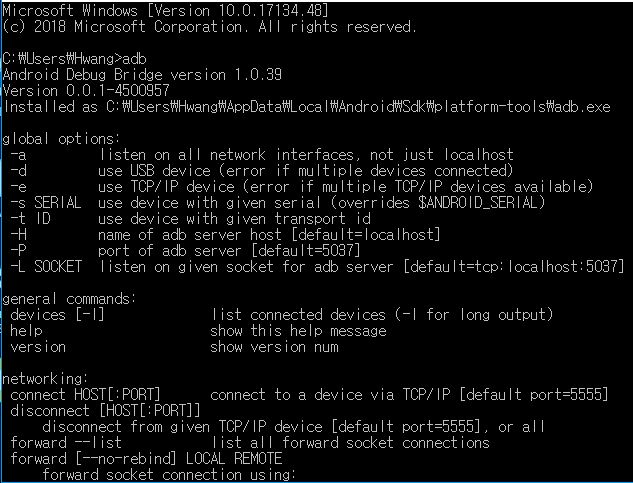 Microsoft Windows [Version 10.0.17134.48]
(c) 2018 Microsoft Corporation. All rights reserved.
C:₩Users₩Hwang>adb
Android Debug Bridge version 1.0.39
Version 0.0.1-4500957
Installed as C:₩Users₩Hwang₩AppData₩Local₩Android₩Sdk₩platform-tools₩adb.exe
global options:
-a listen on all network interfaces, not just localhost
-d use USB device (error if multiple devices connected)
-e use TCP/IP device (error if multiple TCP/IP devices available)
-s SERIAL use device with given serial (overrides $ANDROID_SERIAL)
-t ID use device with given transport id
-H name of adb server host [default=localhost]
-P port of adb server [default=5037]
-L SOCKET listen on given socket for adb server [default=tcp:localhost:5037]
general commands:
devices [-l] list connected devices (-l for long output)
help show this help message
version show version num
networking:
connect HOST[:PORT] connect to a device via TCP/IP [default port=5555]
disconnect [HOST[:PORT]]
disconnect from given TCP/IP device [default port=5555], or all
forward --list list all forward socket connections
forward [--no-rebind] LOCAL REMOTE
forward socket connection using: